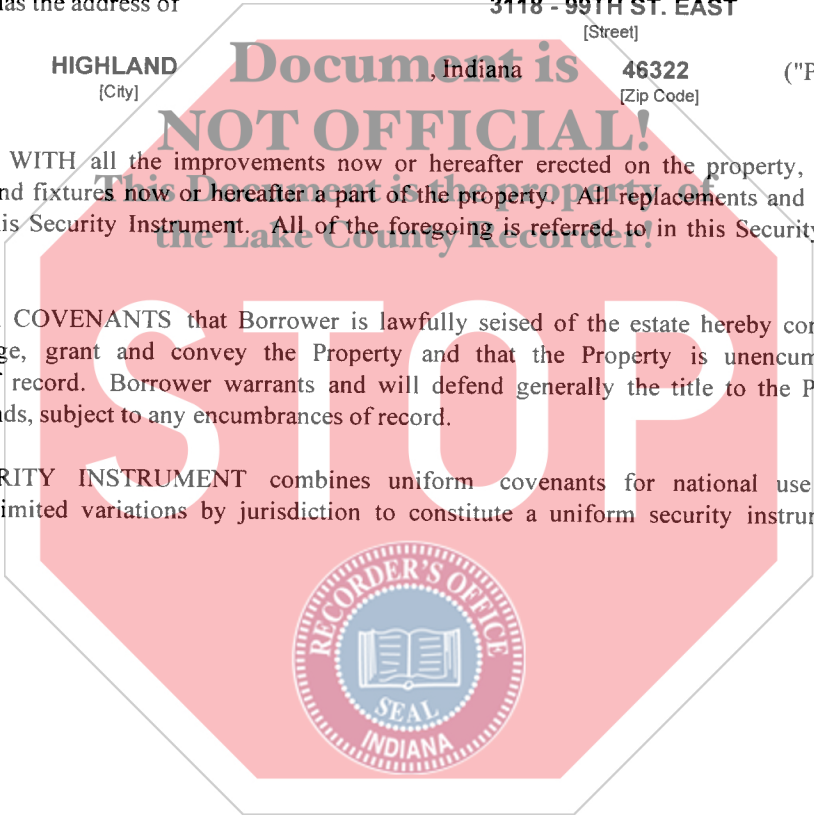 as the address of
3118 - 99TH ST. EAST
[Street]
HIGHLAND , Indiana 46322 ("P
[City] [Zip Code]
Document is
NOT OFFICIAL!
This Document is the property of
the Lake County Recorder!
WITH all the improvements now or hereafter erected on the property,
nd fixtures now or hereafter a part of the property. All replacements and
is Security Instrument. All of the foregoing is referred to in this Security
COVENANTS that Borrower is lawfully seised of the estate hereby con
ge, grant and convey the Property and that the Property is unencum
f record. Borrower warrants and will defend generally the title to the P
nds, subject to any encumbrances of record.
STOP
RITY INSTRUMENT combines uniform covenants for national use
imited variations by jurisdiction to constitute a uniform security instrum
RECORDER'S OFFICE
SEAL
INDIANA